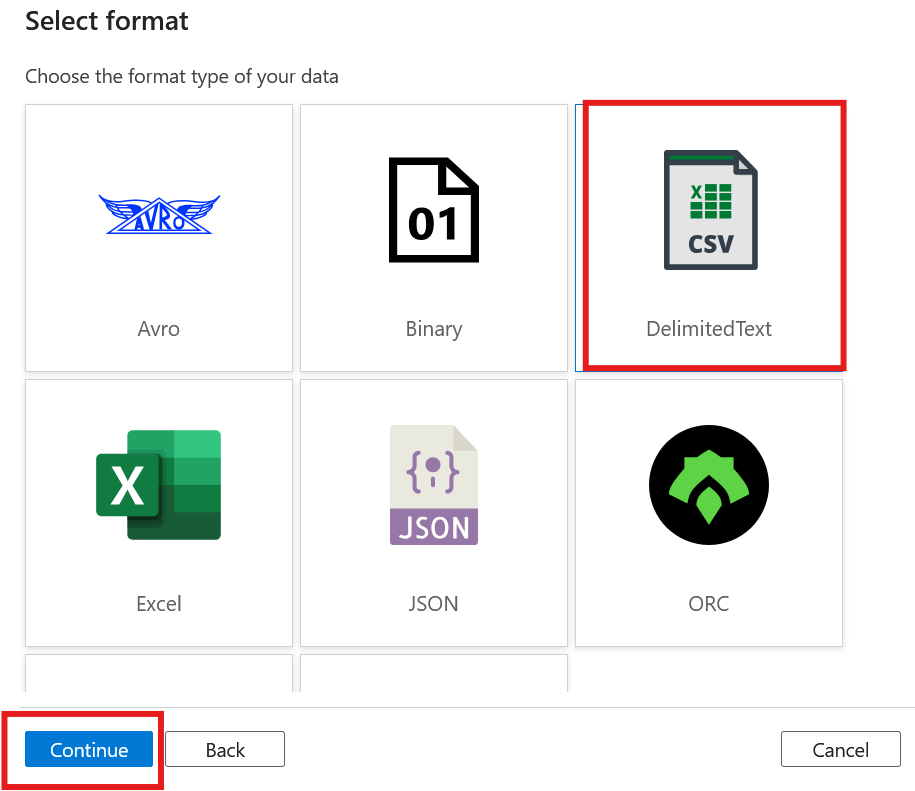 Select format
Choose the format type of your data
AVRO
01
X
CSV
Avro
Binary
DelimitedText
X
{ } JSON
Excel
JSON
ORC
Continue
Back
Cancel